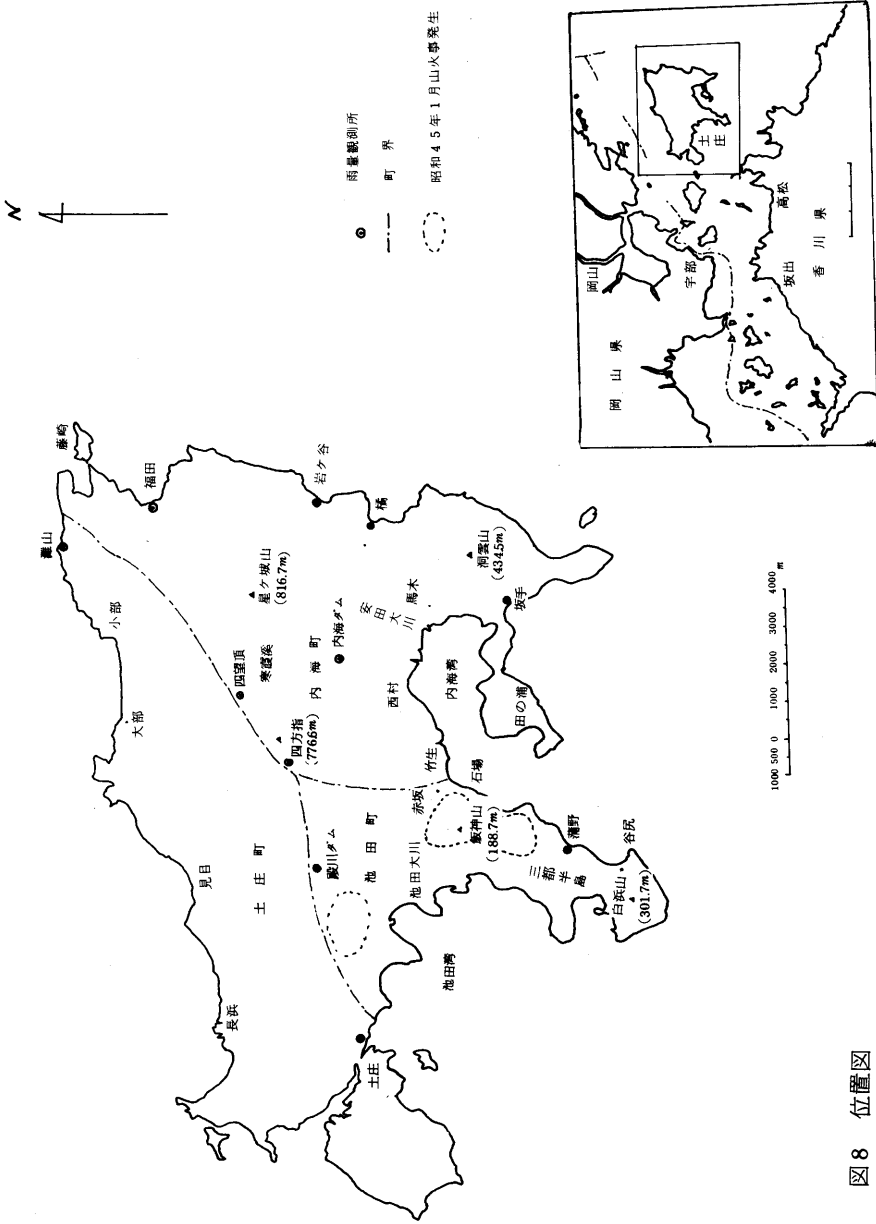 N
雨量観測所
町界
昭和45年1月山火事発生
藤崎
灘山
福田
小部
岩ケ谷
星ケ城山
(816.7m)
橘
大部
四望頂
寒霞渓
内海町
内海ダム
安田大川
馬木
洞雲山
(434.5m)
坂手
四方指
(776.6m)
西村
内海湾
田の浦
見目
土庄町
殿川ダム
池田町
竹生
赤坂
石場
池田大川
飯神山
(188.7m)
蒲野
三都半島
谷尻
白浜山
(301.7m)
長浜
池田湾
土庄
1000 500 0 1000 2000 3000 4000 m
岡山県
岡山
宇部
土庄
高松
坂出
香川県
図8 位置図